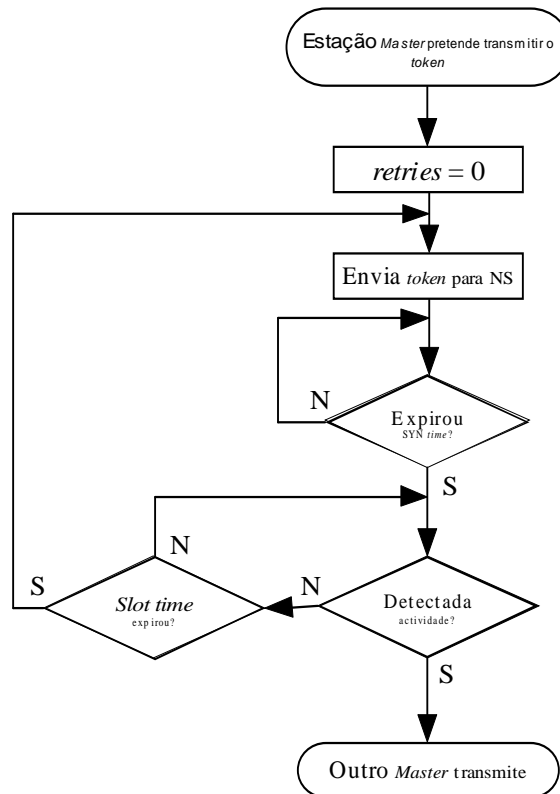 Estação Master pretende transmitir o
token
retries = 0
Envia token para NS
N
Expirou
SYN time?
S
N
S
Slot time
expirou?
N
Detectada
actividade?
S
Outro Master transmite